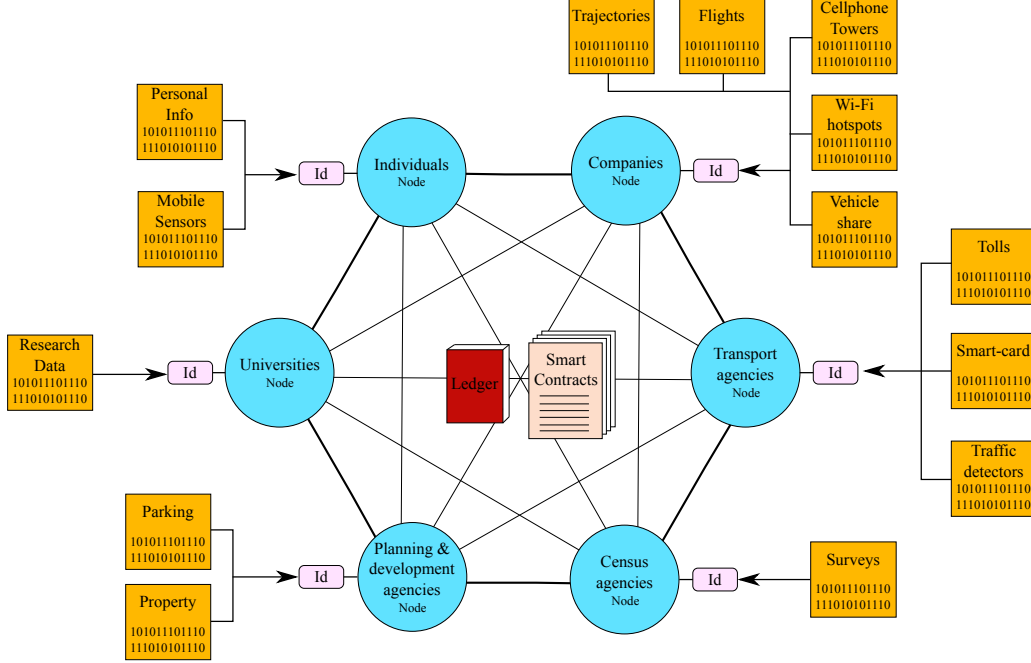 Trajectories
101011101110
111010101110
Flights
101011101110
111010101110
Cellphone
Towers
101011101110
111010101110
Personal
Info
101011101110
111010101110
Wi-Fi
hotspots
101011101110
111010101110
Individuals
Node
Id
Companies
Node
Id
Mobile
Sensors
101011101110
111010101110
Vehicle
share
101011101110
111010101110
Tolls
101011101110
111010101110
Research
Data
101011101110
111010101110
Id
Universities
Node
Ledger
Smart
Contracts
Transport
agencies
Node
Id
Smart-card
101011101110
111010101110
Traffic
detectors
101011101110
111010101110
Parking
101011101110
111010101110
Property
101011101110
111010101110
Id
Planning &
development
agencies
Node
Census
agencies
Node
Id
Surveys
101011101110
111010101110